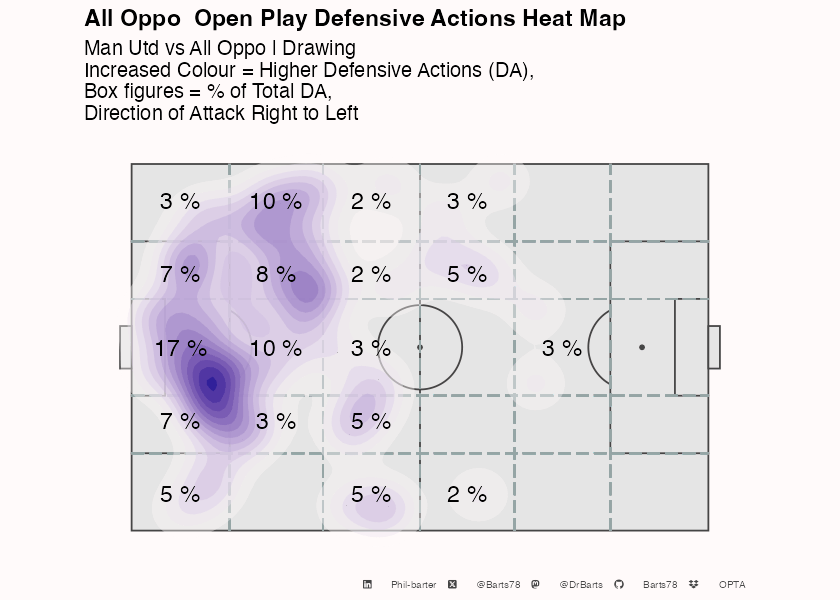 All Oppo  Open Play Defensive Actions Heat Map
Man Utd vs All Oppo | Drawing
Increased Colour = Higher Defensive Actions (DA),
Box figures = % of Total DA,
Direction of Attack Right to Left
3 % 10 % 2 % 3 %
7 % 8 % 2 % 5 %
17 % 10 % 3 % 3 %
7 % 3 % 5 %
5 % 5 % 2 %
Phil-barter @Barts78 @DrBarts Barts78 OPTA